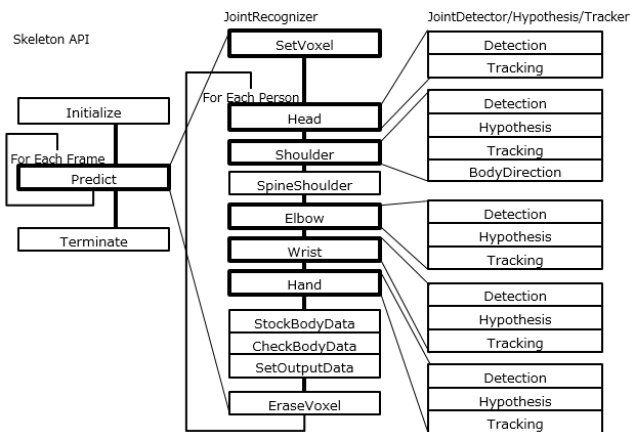 Skeleton API
Initialize
For Each Frame
Predict
Terminate
JointRecognizer
SetVoxel
For Each Person
Head
Shoulder
SpineShoulder
Elbow
Wrist
Hand
StockBodyData
CheckBodyData
SetOutputData
EraseVoxel
JointDetector/Hypothesis/Tracker
Detection
Tracking
Detection
Hypothesis
Tracking
BodyDirection
Detection
Hypothesis
Tracking
Detection
Hypothesis
Tracking
Detection
Hypothesis
Tracking